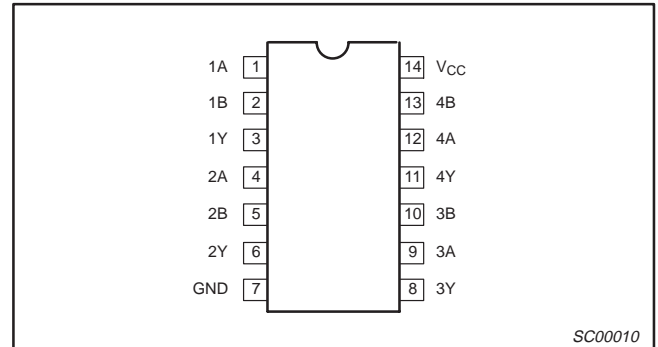 1A 1 14 VCC
1B 2 13 4B
1Y 3 12 4A
2A 4 11 4Y
2B 5 10 3B
2Y 6 9 3A
GND 7 8 3Y
SC00010